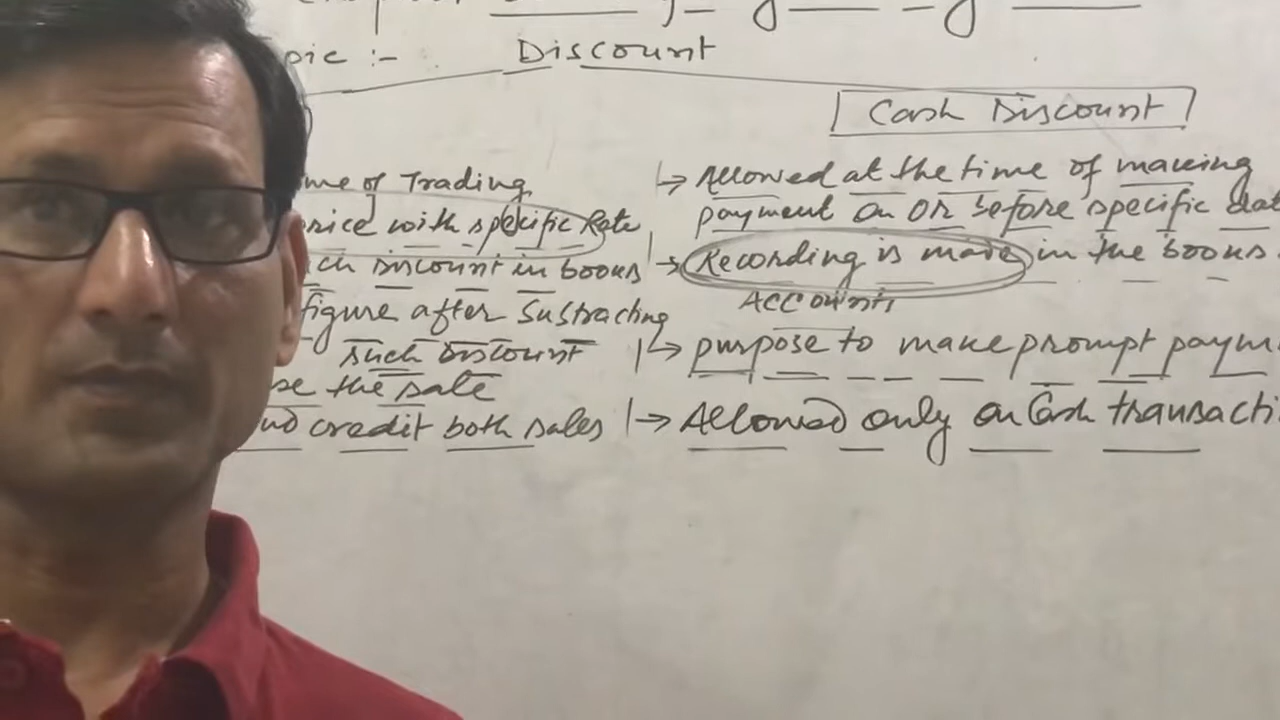 pic :- Discount
Cash Discount
me of Trading
price with specific Rate
ch Discount in books
figure after Substracting
such Discount
se the sale
nd credit both sales
↳ Allowed at the time of making
payment on OR before specific dat
→ Recording is made in the books
Accounts
↳ purpose to make prompt paym
→ Allowed only on Cash transacti